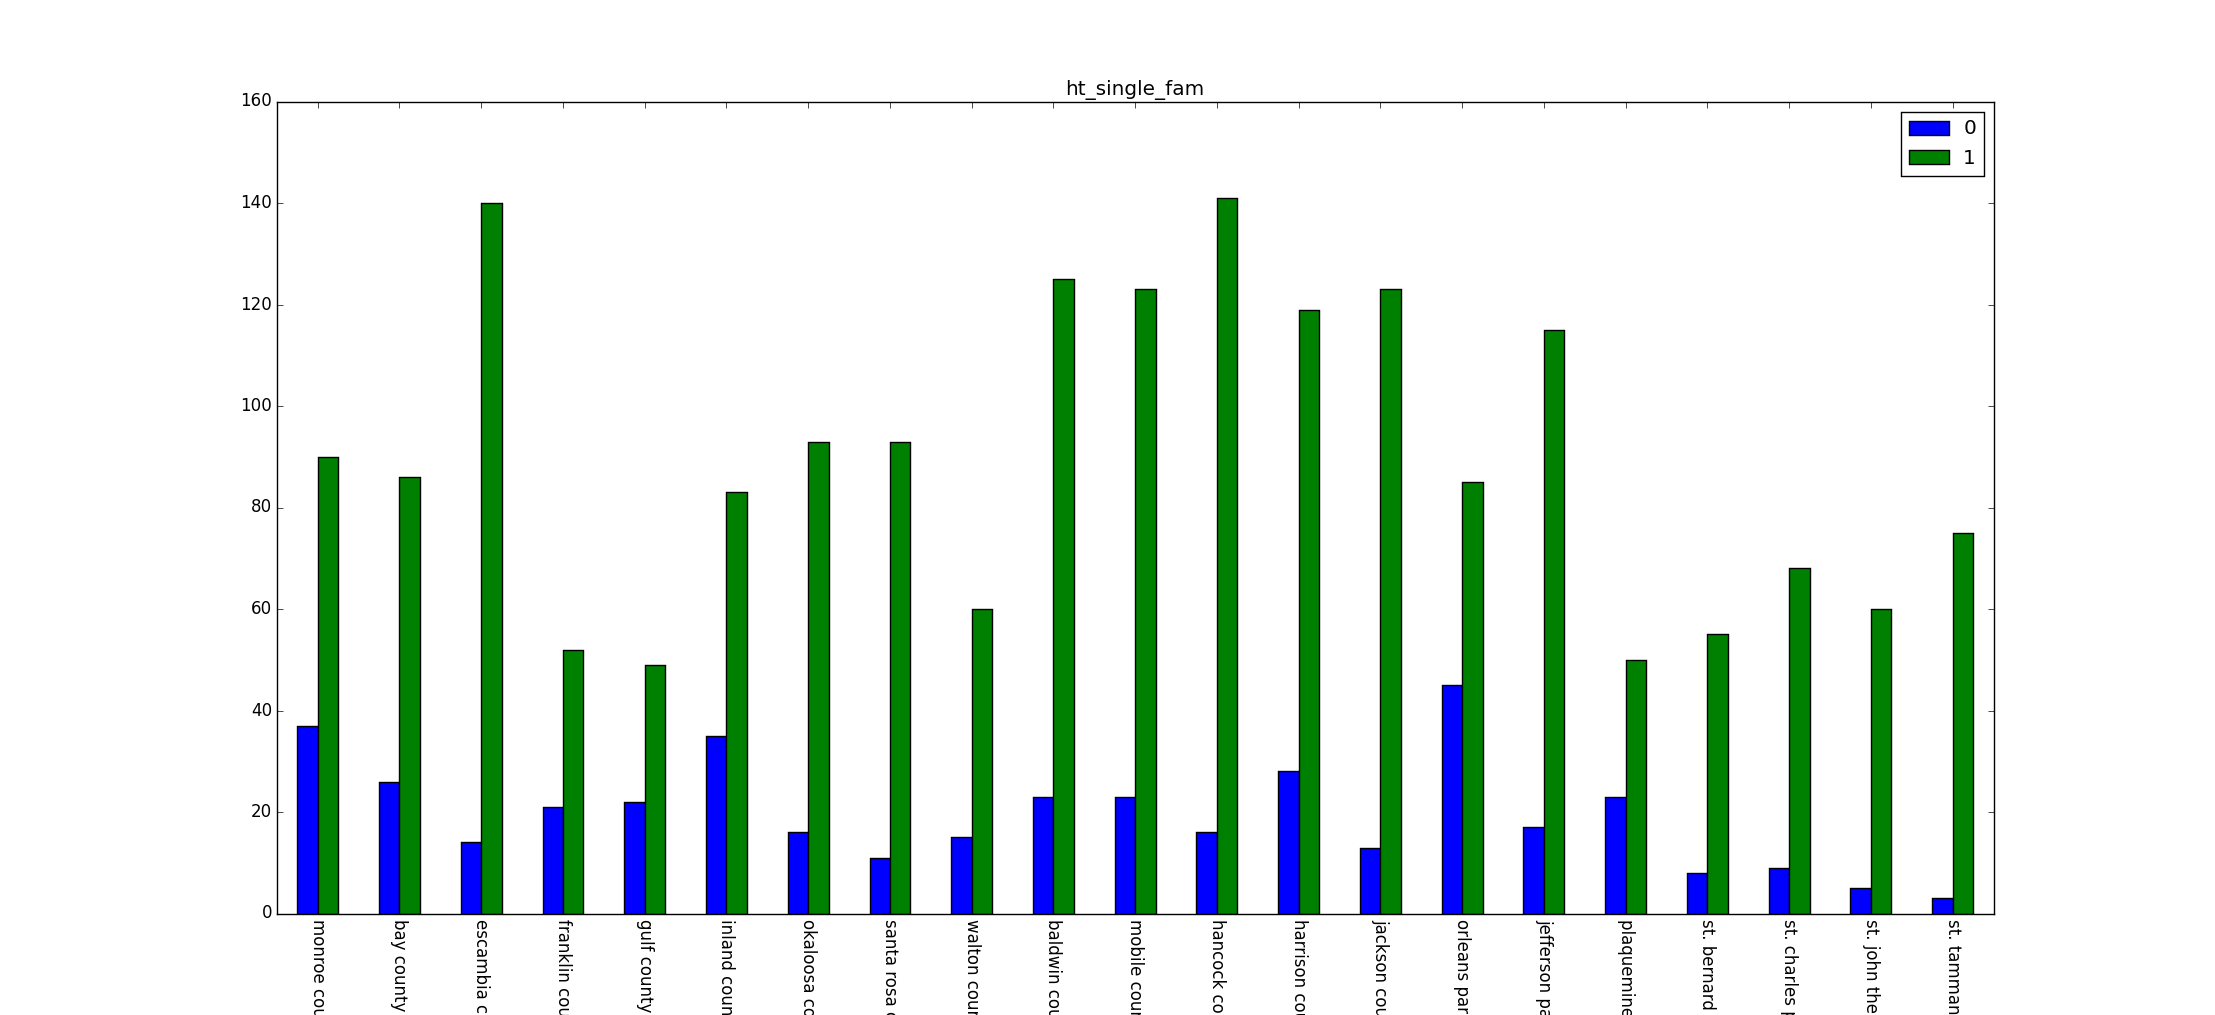 ht_single_fam
0
1
160
140
120
100
80
60
40
20
0
monroe cou
bay county
escambia c
franklin cou
gulf county
inland coun
okaloosa co
santa rosa c
walton coun
baldwin cou
mobile coun
hancock co
harrison cou
jackson cou
orleans par
jefferson pa
plaquemine
st. bernard
st. charles p
st. john the
st. tamman